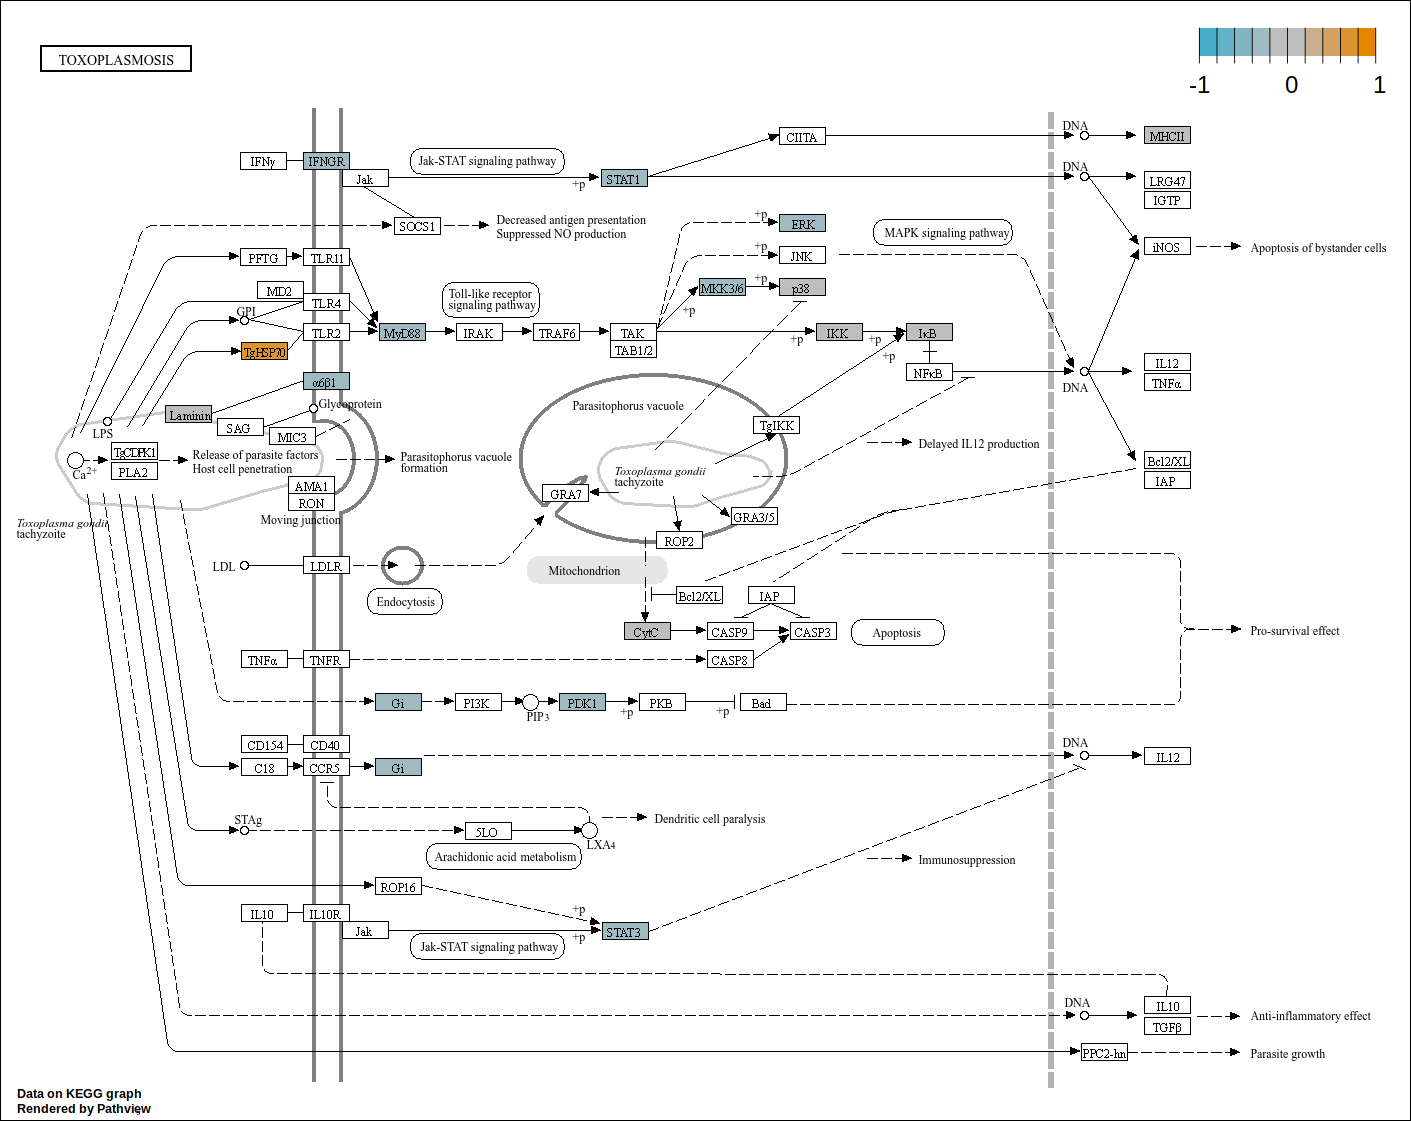 TOXOPLASMOSIS
-1 0 1
DNA
CIITA
MHCII
IFNγ
IFNGR
Jak-STAT signaling pathway
Jak
+p
STAT1
DNA
LRG47
IGTP
SOCS1
Decreased antigen presentation
Suppressed NO production
+p
ERK
MAPK signaling pathway
iNOS
Apoptosis of bystander cells
PFTG
TLR11
+p
JNK
MD2
TLR4
Toll-like receptor
signaling pathway
MKK3/6
+p
p38
+p
GPI
TLR2
MyD88
IRAK
TRAF6
TAK
TAB1/2
+p
IKK
IκB
+p
TgHSP70
NFκB
DNA
IL12
TNFα
α6β1
Laminin
Glycoprotein
Parasitophorus vacuole
LPS
SAG
MIC3
TgIKK
Delayed IL12 production
TgCDPK1
PLA2
Ca2+
Release of parasite factors
Host cell penetration
Parasitophorus vacuole
formation
Toxoplasma gondii
tachyzoite
Bcl2/XL
IAP
AMA1
RON
Moving junction
GRA7
GRA3/5
ROP2
Toxoplasma gondii
tachyzoite
LDL
LDLR
Endocytosis
Mitochondrion
Bcl2/XL
IAP
CytC
CASP9
CASP3
Apoptosis
Pro-survival effect
TNFα
TNFR
CASP8
Gi
PI3K
PIP3
PDK1
+p
PKB
+p
Bad
CD154
CD40
C18
CCR5
Gi
DNA
IL12
STAg
5LO
LXA4
Dendritic cell paralysis
Arachidonic acid metabolism
Immunosuppression
ROP16
+p
IL10
IL10R
Jak
+p
STAT3
Jak-STAT signaling pathway
DNA
IL10
TGFβ
Anti-inflammatory effect
PPC2-hn
Parasite growth
Data on KEGG graph
Rendered by Pathview